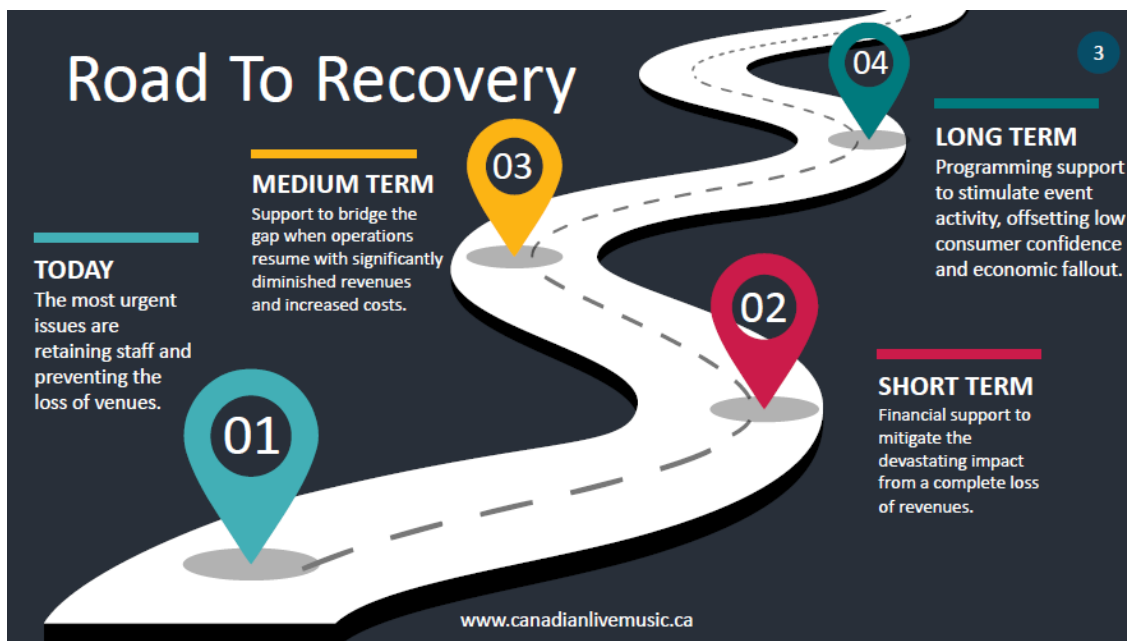 Road To Recovery
3
01
TODAY
The most urgent
issues are
retaining staff and
preventing the
loss of venues.
02
SHORT TERM
Financial support to
mitigate the
devastating impact
from a complete loss
of revenues.
03
MEDIUM TERM
Support to bridge the
gap when operations
resume with significantly
diminished revenues
and increased costs.
04
LONG TERM
Programming support
to stimulate event
activity, offsetting low
consumer confidence
and economic fallout.
www.canadianlivemusic.ca